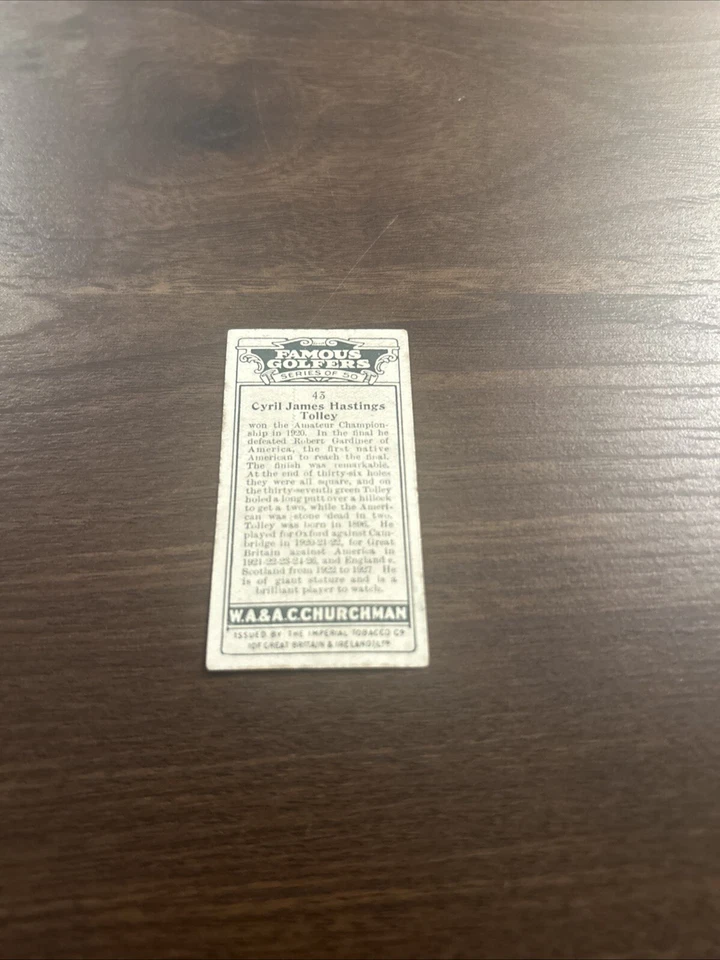 FAMOUS
GOLFERS
SERIES OF 50
43
Cyril James Hastings
Tolley
won the Amateur Champion-
ship in 1920. In the final he
defeated Robert Gardiner of
America, the first native
American to reach the final.
The finish was remarkable.
At the end of thirty-six holes
they were all square, and on
the thirty-seventh green Tolley
holed a long putt over a hillock
to get a two, while the Ameri-
can was stone dead in two.
Tolley was born in 1896. He
played for Oxford against Cam-
bridge in 1920-21-22, for Great
Britain against America in
1921-22-23-24-26, and England v.
Scotland from 1922 to 1927. He
is of giant stature and is a
brilliant player to watch.
W.A.& A.C.CHURCHMAN
ISSUED BY THE IMPERIAL TOBACCO CO.
(OF GREAT BRITAIN & IRELAND) LTD